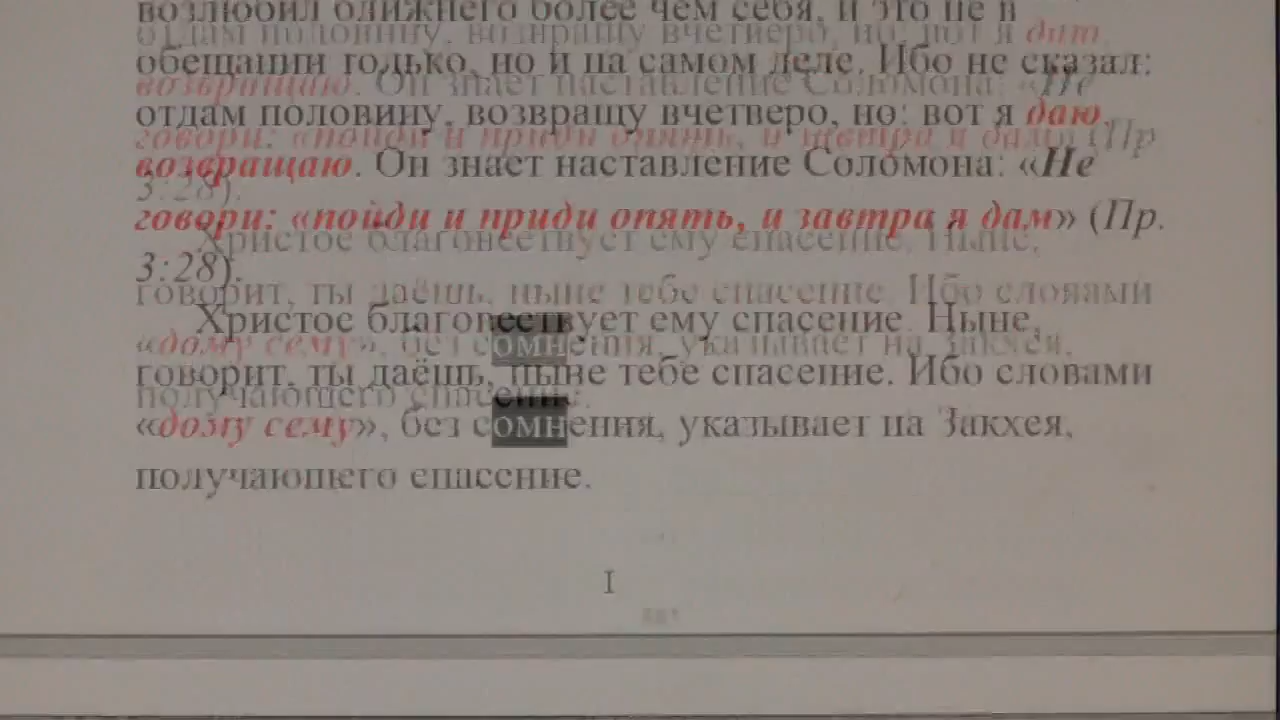 возлюбил ближнего более чем себя, и это не в
обещании только, но и на самом деле. Ибо не сказал:
отдам половину, возвращу вчетверо, но: вот я даю,
возвращаю. Он знает наставление Соломона: «Не
говори: «пойди и приди опять, и завтра я дам» (Пр.
3:28).
Христос благовествует ему спасение. Ныне,
говорит, ты даёшь, ныне тебе спасение. Ибо словами
«дому сему», без сомнения, указывает на Закхея,
получающего спасение.